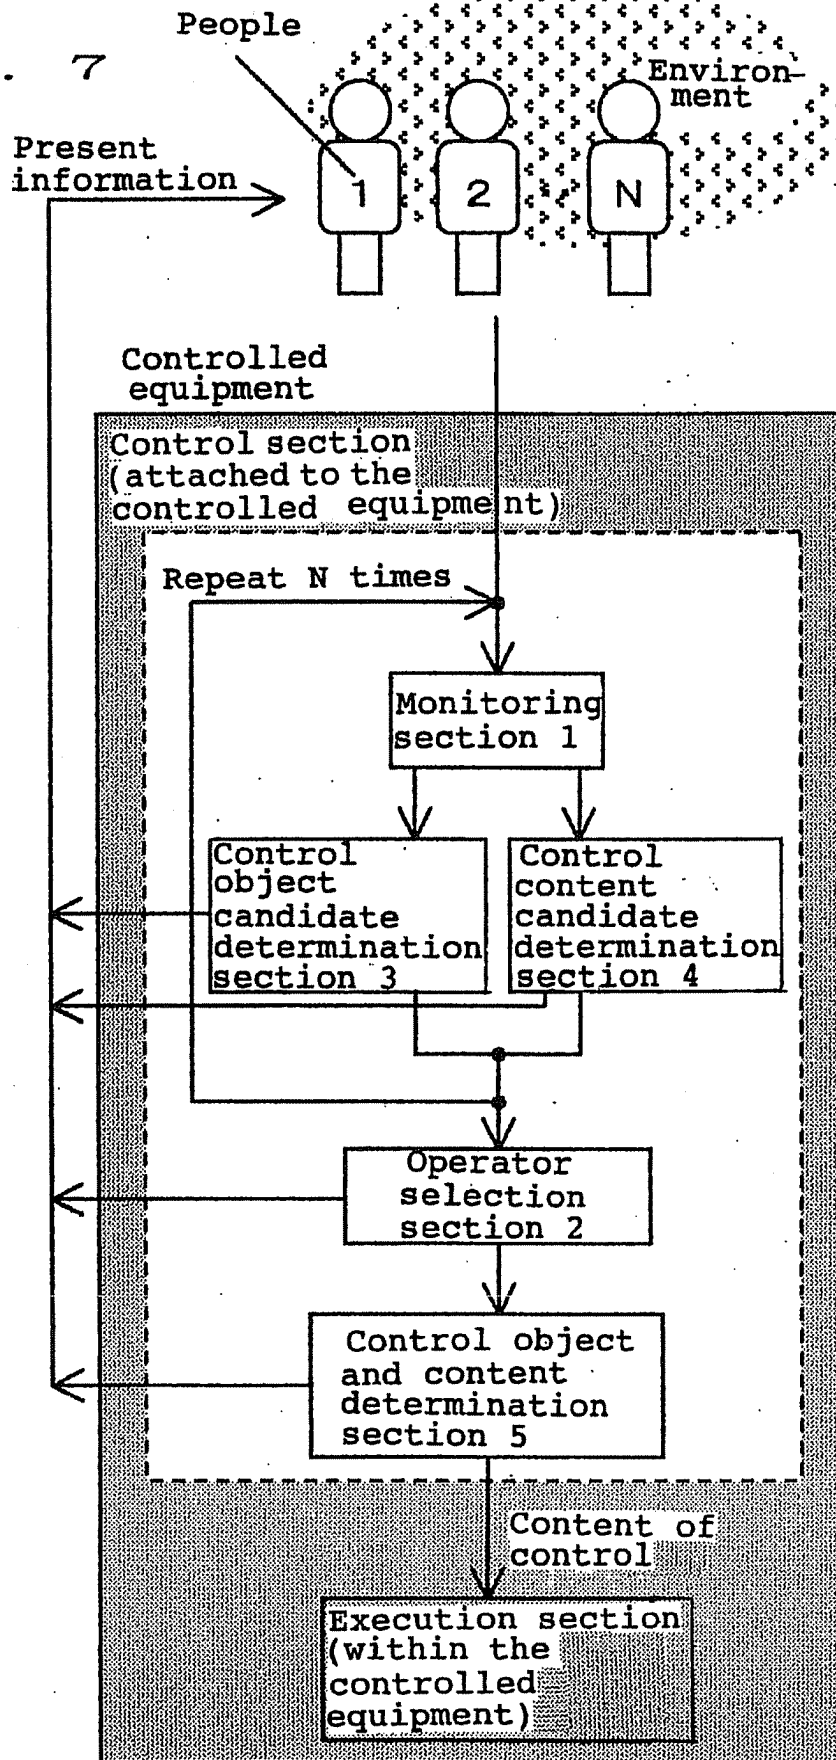 People
. 7
Environ-
ment
Present
information
1
2
N
Controlled
equipment
Control section
(attached to the
controlled equipment)
Repeat N times
Monitoring
section 1
Control
object
candidate
determination
section 3
Control
content
candidate
determination
section 4
Operator
selection
section 2
Control object
and content
determination
section 5
Content of
control
Execution section
(within the
controlled
equipment)